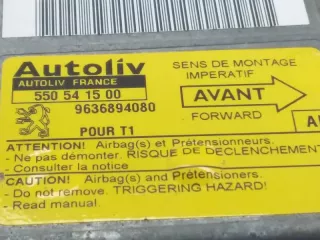 Autoliv
AUTOLIV FRANCE
550 54 15 00
9636894080
POUR T1
SENS DE MONTAGE
IMPERATIF
AVANT
FORWARD
ATTENTION! Airbag(s) et Prétensionneurs.
- Ne pas démonter. RISQUE DE DECLENCHEMENT
- Consulter la notice
CAUTION! Airbag(s) and Pretensioners.
- Do not remove. TRIGGERING HAZARD!
- Read manual.